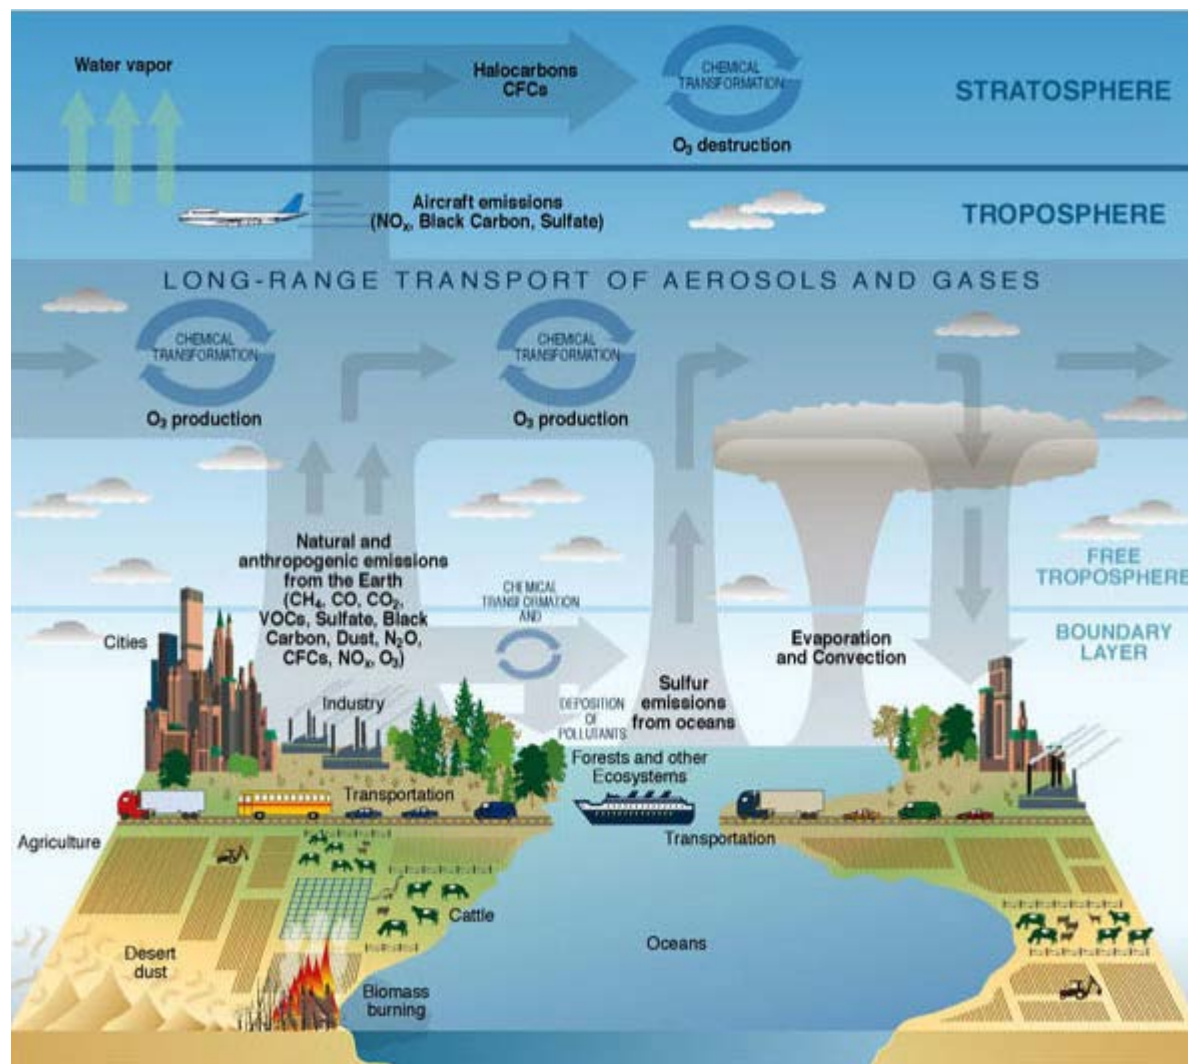 Water vapor
Halocarbons
CFCs
CHEMICAL
TRANSFORMATION
O₃ destruction
STRATOSPHERE
Aircraft emissions
(NOₓ, Black Carbon, Sulfate)
TROPOSPHERE
LONG-RANGE TRANSPORT OF AEROSOLS AND GASES
CHEMICAL
TRANSFORMATION
O₃ production
CHEMICAL
TRANSFORMATION
O₃ production
Natural and
anthropogenic emissions
from the Earth
(CH₄, CO, CO₂,
VOCs, Sulfate, Black
Carbon, Dust, N₂O,
CFCs, NOₓ, O₃)
CHEMICAL
TRANSFORMATION
AND
DEPOSITION
OF
POLLUTANTS
FREE
TROPOSPHERE
BOUNDARY
LAYER
Cities
Industry
Sulfur
emissions
from oceans
Evaporation
and Convection
Forests and other
Ecosystems
Transportation
Transportation
Agriculture
Cattle
Oceans
Desert
dust
Biomass
burning